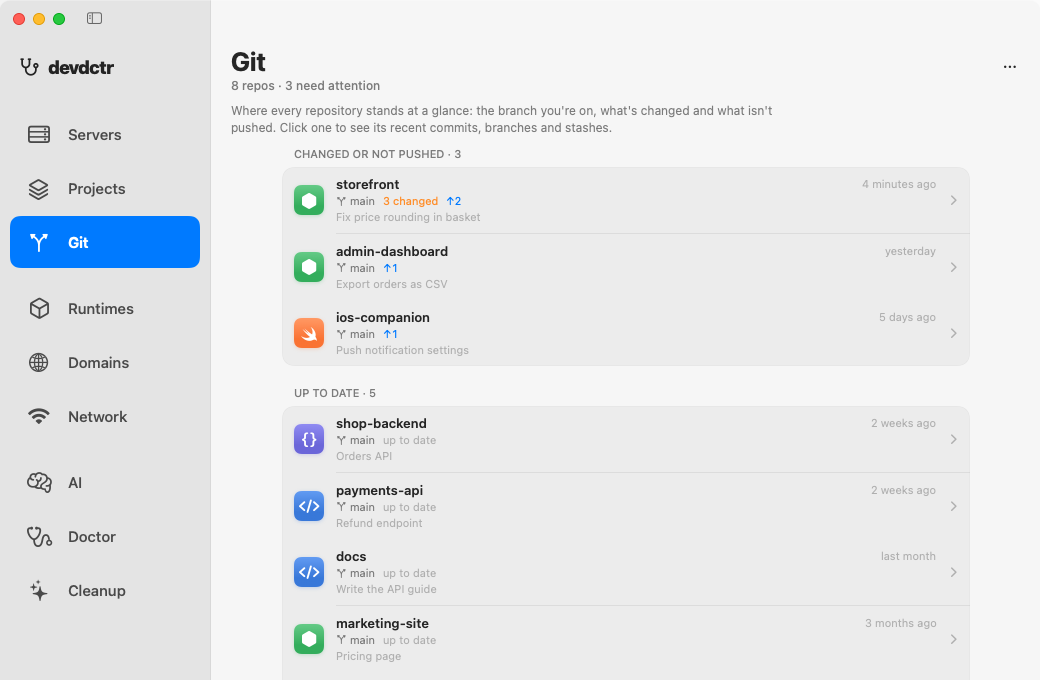 devdctr
Servers
Projects
Git
Runtimes
Domains
Network
AI
Doctor
Cleanup
Git
8 repos · 3 need attention
Where every repository stands at a glance: the branch you're on, what's changed and what isn't
pushed. Click one to see its recent commits, branches and stashes.
CHANGED OR NOT PUSHED · 3
storefront
4 minutes ago
main 3 changed ↑2
Fix price rounding in basket
admin-dashboard
yesterday
main ↑1
Export orders as CSV
ios-companion
5 days ago
main ↑1
Push notification settings
UP TO DATE · 5
shop-backend
2 weeks ago
main up to date
Orders API
payments-api
2 weeks ago
main up to date
Refund endpoint
docs
last month
main up to date
Write the API guide
marketing-site
3 months ago
main up to date
Pricing page